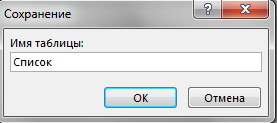 Сохранение
Имя таблицы:
Список
ОК
Отмена